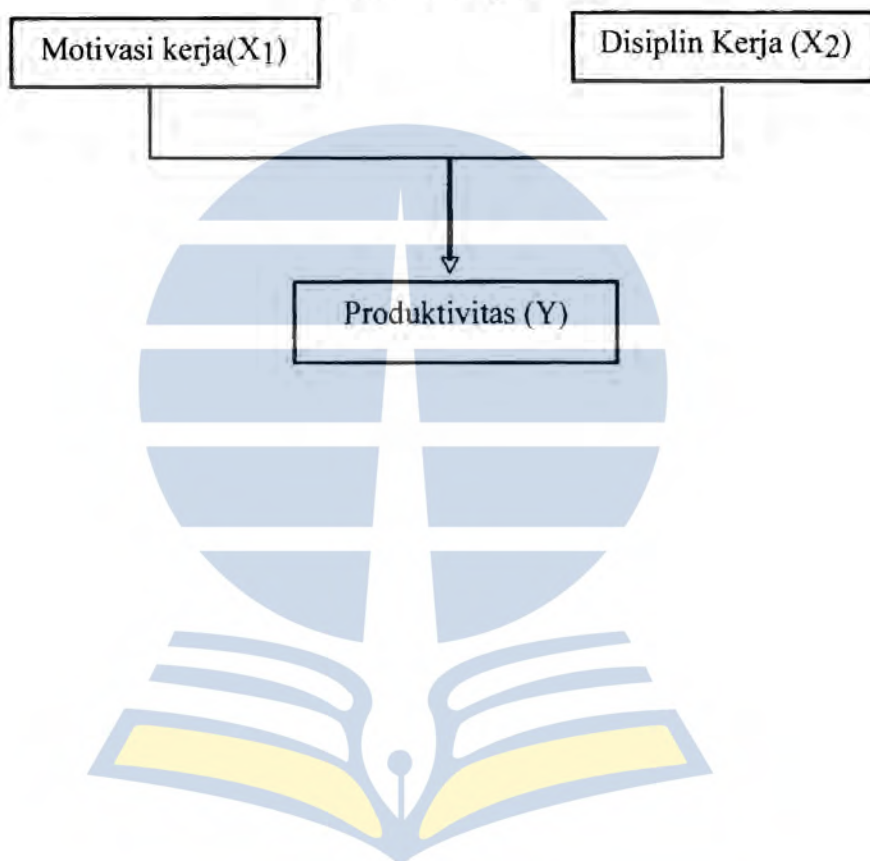 Motivasi kerja(X1)
Disiplin Kerja (X2)
Produktivitas (Y)